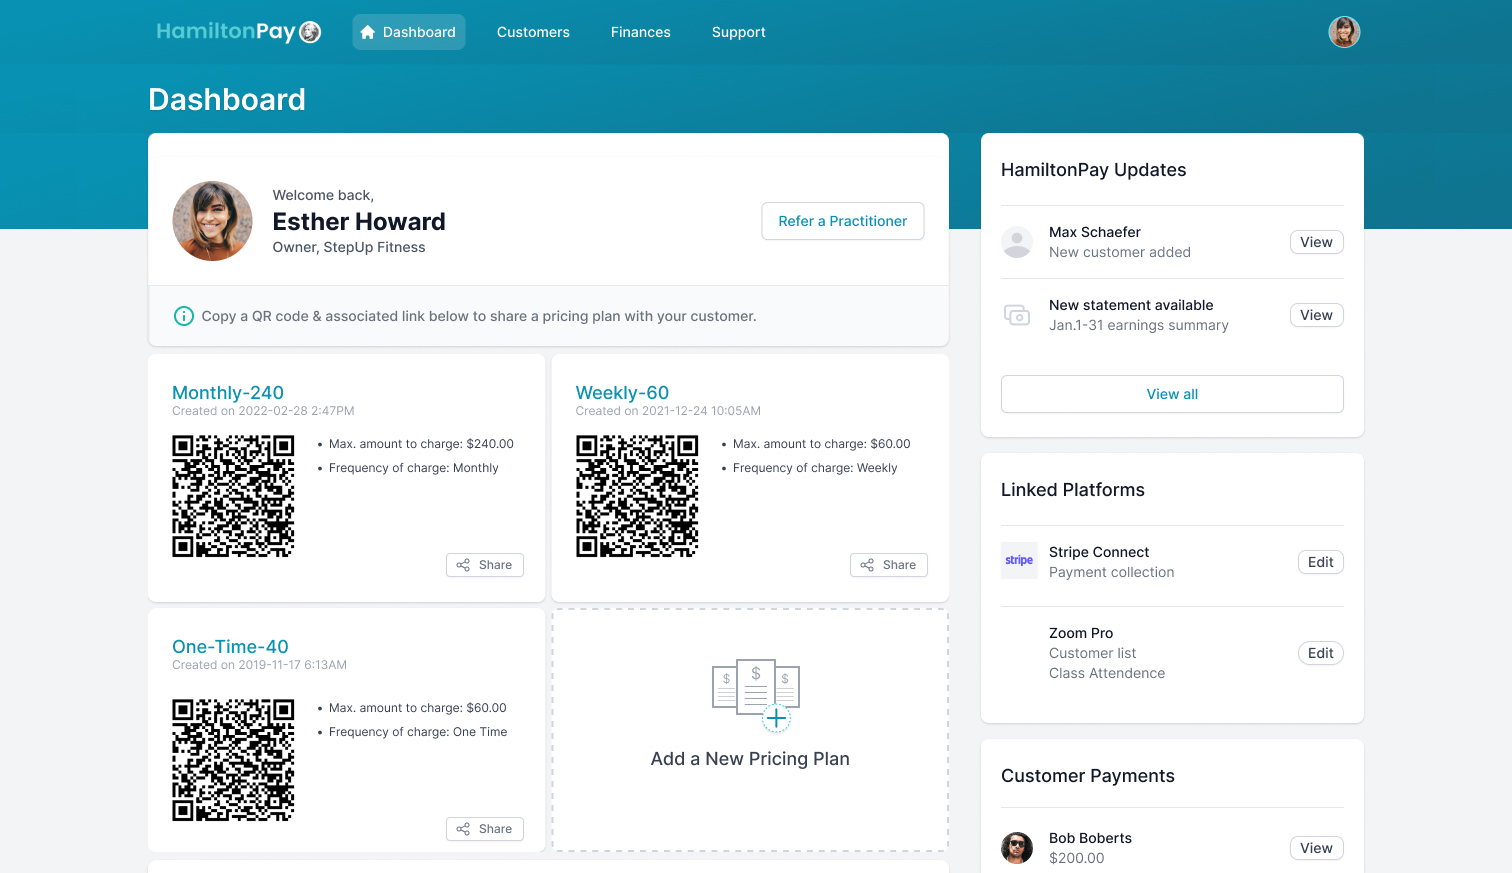 HamiltonPay
Dashboard
Customers
Finances
Support
Dashboard
Welcome back,
Esther Howard
Owner, StepUp Fitness
Refer a Practitioner
Copy a QR code & associated link below to share a pricing plan with your customer.
Monthly-240
Created on 2022-02-28 2:47PM
• Max. amount to charge: $240.00
• Frequency of charge: Monthly
Share
Weekly-60
Created on 2021-12-24 10:05AM
• Max. amount to charge: $60.00
• Frequency of charge: Weekly
Share
One-Time-40
Created on 2019-11-17 6:13AM
• Max. amount to charge: $60.00
• Frequency of charge: One Time
Share
$ $ $
Add a New Pricing Plan
HamiltonPay Updates
Max Schaefer
New customer added
View
New statement available
Jan.1-31 earnings summary
View
View all
Linked Platforms
stripe
Stripe Connect
Payment collection
Edit
Zoom Pro
Customer list
Class Attendence
Edit
Customer Payments
Bob Boberts
$200.00
View